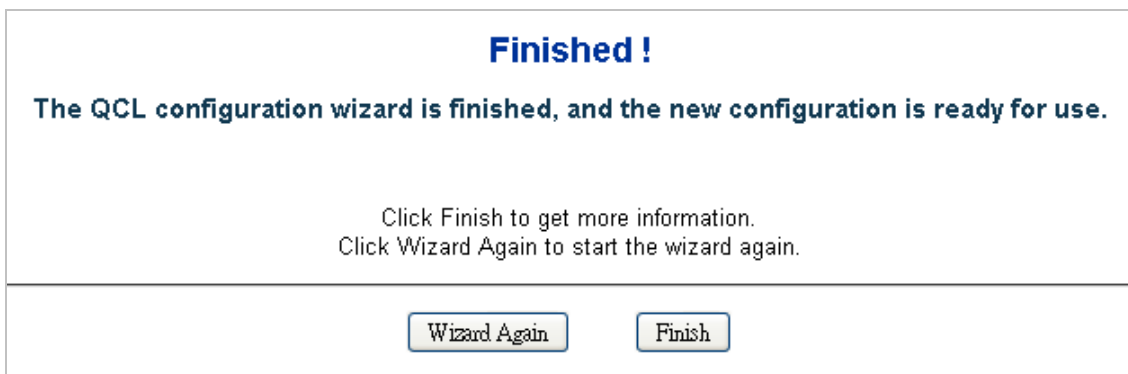 Finished !
The QCL configuration wizard is finished, and the new configuration is ready for use.
Click Finish to get more information.
Click Wizard Again to start the wizard again.
Wizard Again
Finish